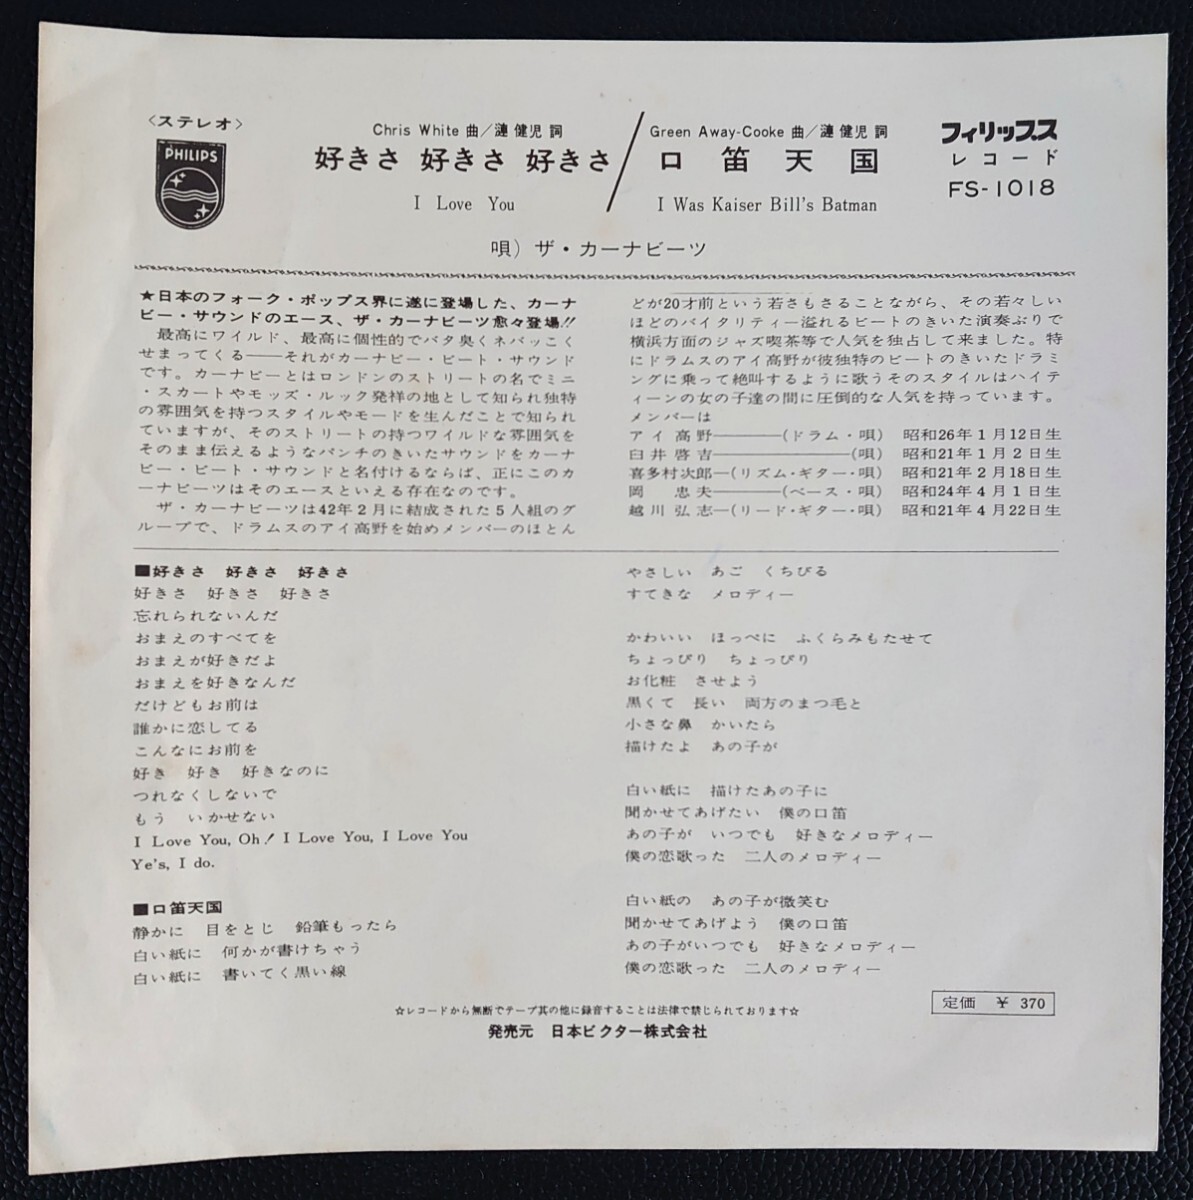 〈ステレオ〉
PHILIPS
Chris White 曲／漣 健児 詞
好きさ 好きさ 好きさ
I Love You
Green Away-Cooke 曲／漣 健児 詞
口笛天国
I Was Kaiser Bill's Batman
フィリップス
レコード
FS-1018
唄）ザ・カーナビーツ
★日本のフォーク・ポップス界に遂に登場した、カーナ
ビー・サウンドのエース、ザ・カーナビーツ愈々登場!!
最高にワイルド、最高に個性的でバタ臭くネバッこく
せまってくる――それがカーナビー・ビート・サウンド
です。カーナビーとはロンドンのストリートの名でミニ
・スカートやモッズ・ルック発祥の地として知られ独特
の雰囲気を持つスタイルやモードを生んだことで知られ
ていますが、そのストリートの持つワイルドな雰囲気を
そのまま伝えるようなパンチのきいたサウンドをカーナ
ビー・ビート・サウンドと名付けるならば、正にこのカ
ーナビーツはそのエースといえる存在なのです。
ザ・カーナビーツは42年2月に結成された5人組のグ
ループで、ドラムスのアイ高野を始めメンバーのほとん
どが20才前という若さもさることながら、その若々しい
ほどのバイタリティー溢れるビートのきいた演奏ぶりで
横浜方面のジャズ喫茶等で人気を独占して来ました。特
にドラムスのアイ高野が彼独特のビートのきいたドラミ
ングに乗って絶叫するように歌うそのスタイルはハイテ
ィーンの女の子達の間に圧倒的な人気を持っています。
メンバーは
アイ高野――――(ドラム・唄)　昭和26年1月12日生
臼井啓吉――――――――(唄)　昭和21年1月2日生
喜多村次郎―(リズム・ギター・唄)　昭和21年2月18日生
岡　忠夫――――(ベース・唄)　昭和24年4月1日生
越川弘志―(リード・ギター・唄)　昭和21年4月22日生
■好きさ　好きさ　好きさ
好きさ　好きさ　好きさ
忘れられないんだ
おまえのすべてを
おまえが好きだよ
おまえを好きなんだ
だけどもお前は
誰かに恋してる
こんなにお前を
好き　好き　好きなのに
つれなくしないで
もう　いかせない
I Love You, Oh! I Love You, I Love You
Ye's, I do.
■口笛天国
静かに　目をとじ　鉛筆もったら
白い紙に　何かが書けちゃう
白い紙に　書いてく黒い線
やさしい　あご　くちびる
すてきな　メロディー
かわいい　ほっぺに　ふくらみもたせて
ちょっぴり　ちょっぴり
お化粧　させよう
黒くて　長い　両方のまつ毛と
小さな鼻　かいたら
描けたよ　あの子が
白い紙に　描けたあの子に
聞かせてあげたい　僕の口笛
あの子が　いつでも　好きなメロディー
僕の恋歌った　二人のメロディー
白い紙の　あの子が微笑む
聞かせてあげよう　僕の口笛
あの子がいつでも　好きなメロディー
僕の恋歌った　二人のメロディー
定価　￥370
☆レコードから無断でテープ其の他に録音することは法律で禁じられております☆
発売元　日本ビクター株式会社